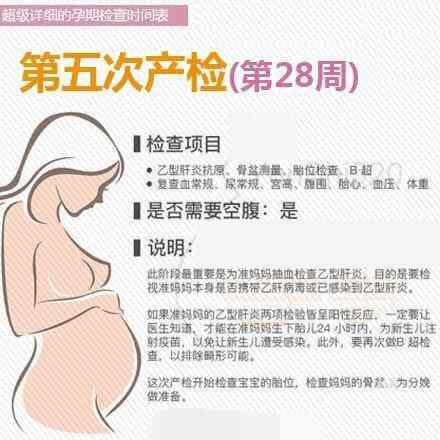 超级详细的孕期检查时间表
第五次产检(第28周)
检查项目
● 乙型肝炎抗原、骨盆测量、胎位检查、B 超
● 复查血常规、尿常规、宫高、腹围、胎心、血压、体重
是否需要空腹：是
说明：
此阶段最重要是为准妈妈抽血检查乙型肝炎，目的是要检
视准妈妈本身是否携带乙肝病毒或已感染到乙型肝炎。
如果准妈妈的乙型肝炎两项检验皆呈阳性反应，一定要让
医生知道，才能在准妈妈生下胎儿24 小时内，为新生儿注
射疫苗，以免让新生儿遭受感染。此外，要再次做B 超检
查，以排除畸形可能。
这次产检开始检查宝宝的胎位，检查妈妈的骨盆，为分娩
做准备。